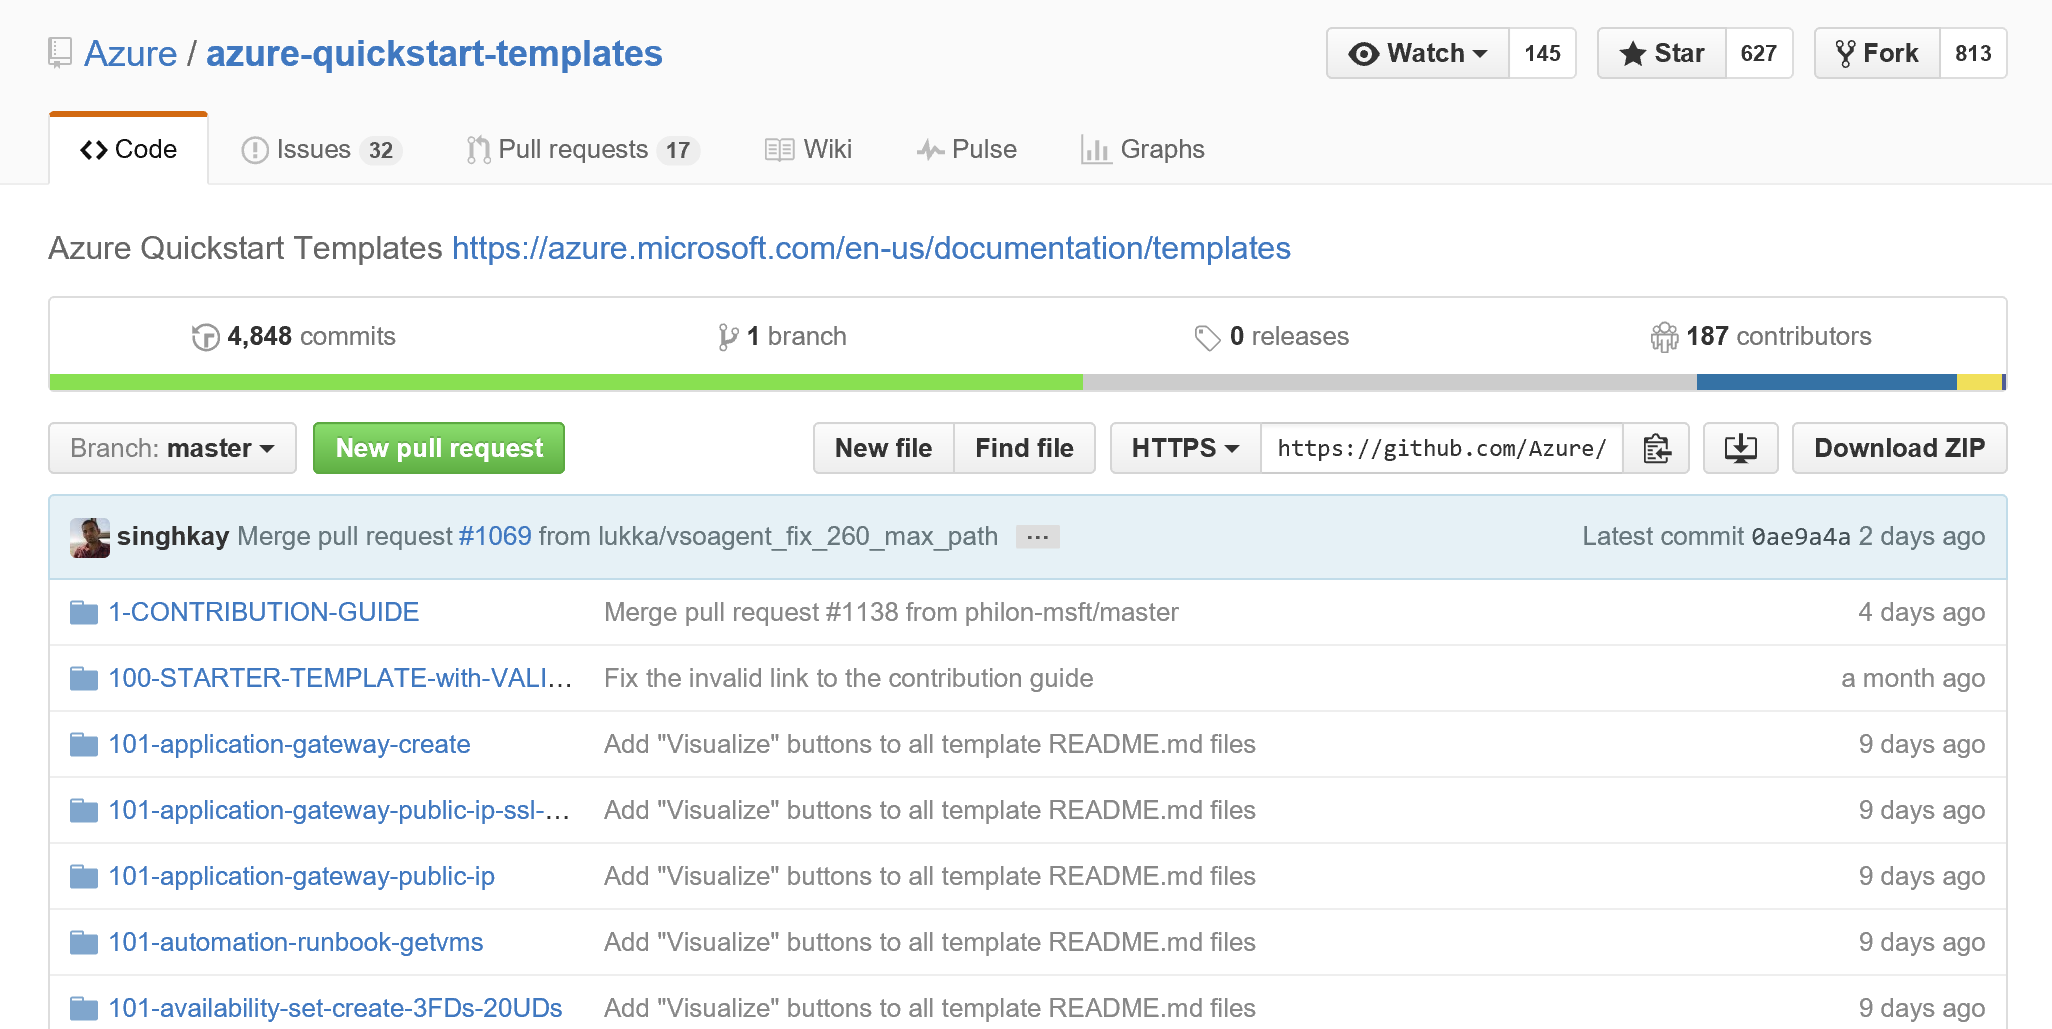 Azure / azure-quickstart-templates Watch 145 Star 627 Fork 813
Code Issues 32 Pull requests 17 Wiki Pulse Graphs
Azure Quickstart Templates https://azure.microsoft.com/en-us/documentation/templates
4,848 commits 1 branch 0 releases 187 contributors
Branch: master New pull request New file Find file HTTPS https://github.com/Azure/ Download ZIP
singhkay Merge pull request #1069 from lukka/vsoagent_fix_260_max_path ... Latest commit 0ae9a4a 2 days ago
1-CONTRIBUTION-GUIDE Merge pull request #1138 from philon-msft/master 4 days ago
100-STARTER-TEMPLATE-with-VALI... Fix the invalid link to the contribution guide a month ago
101-application-gateway-create Add "Visualize" buttons to all template README.md files 9 days ago
101-application-gateway-public-ip-ssl-... Add "Visualize" buttons to all template README.md files 9 days ago
101-application-gateway-public-ip Add "Visualize" buttons to all template README.md files 9 days ago
101-automation-runbook-getvms Add "Visualize" buttons to all template README.md files 9 days ago
101-availability-set-create-3FDs-20UDs Add "Visualize" buttons to all template README.md files 9 days ago